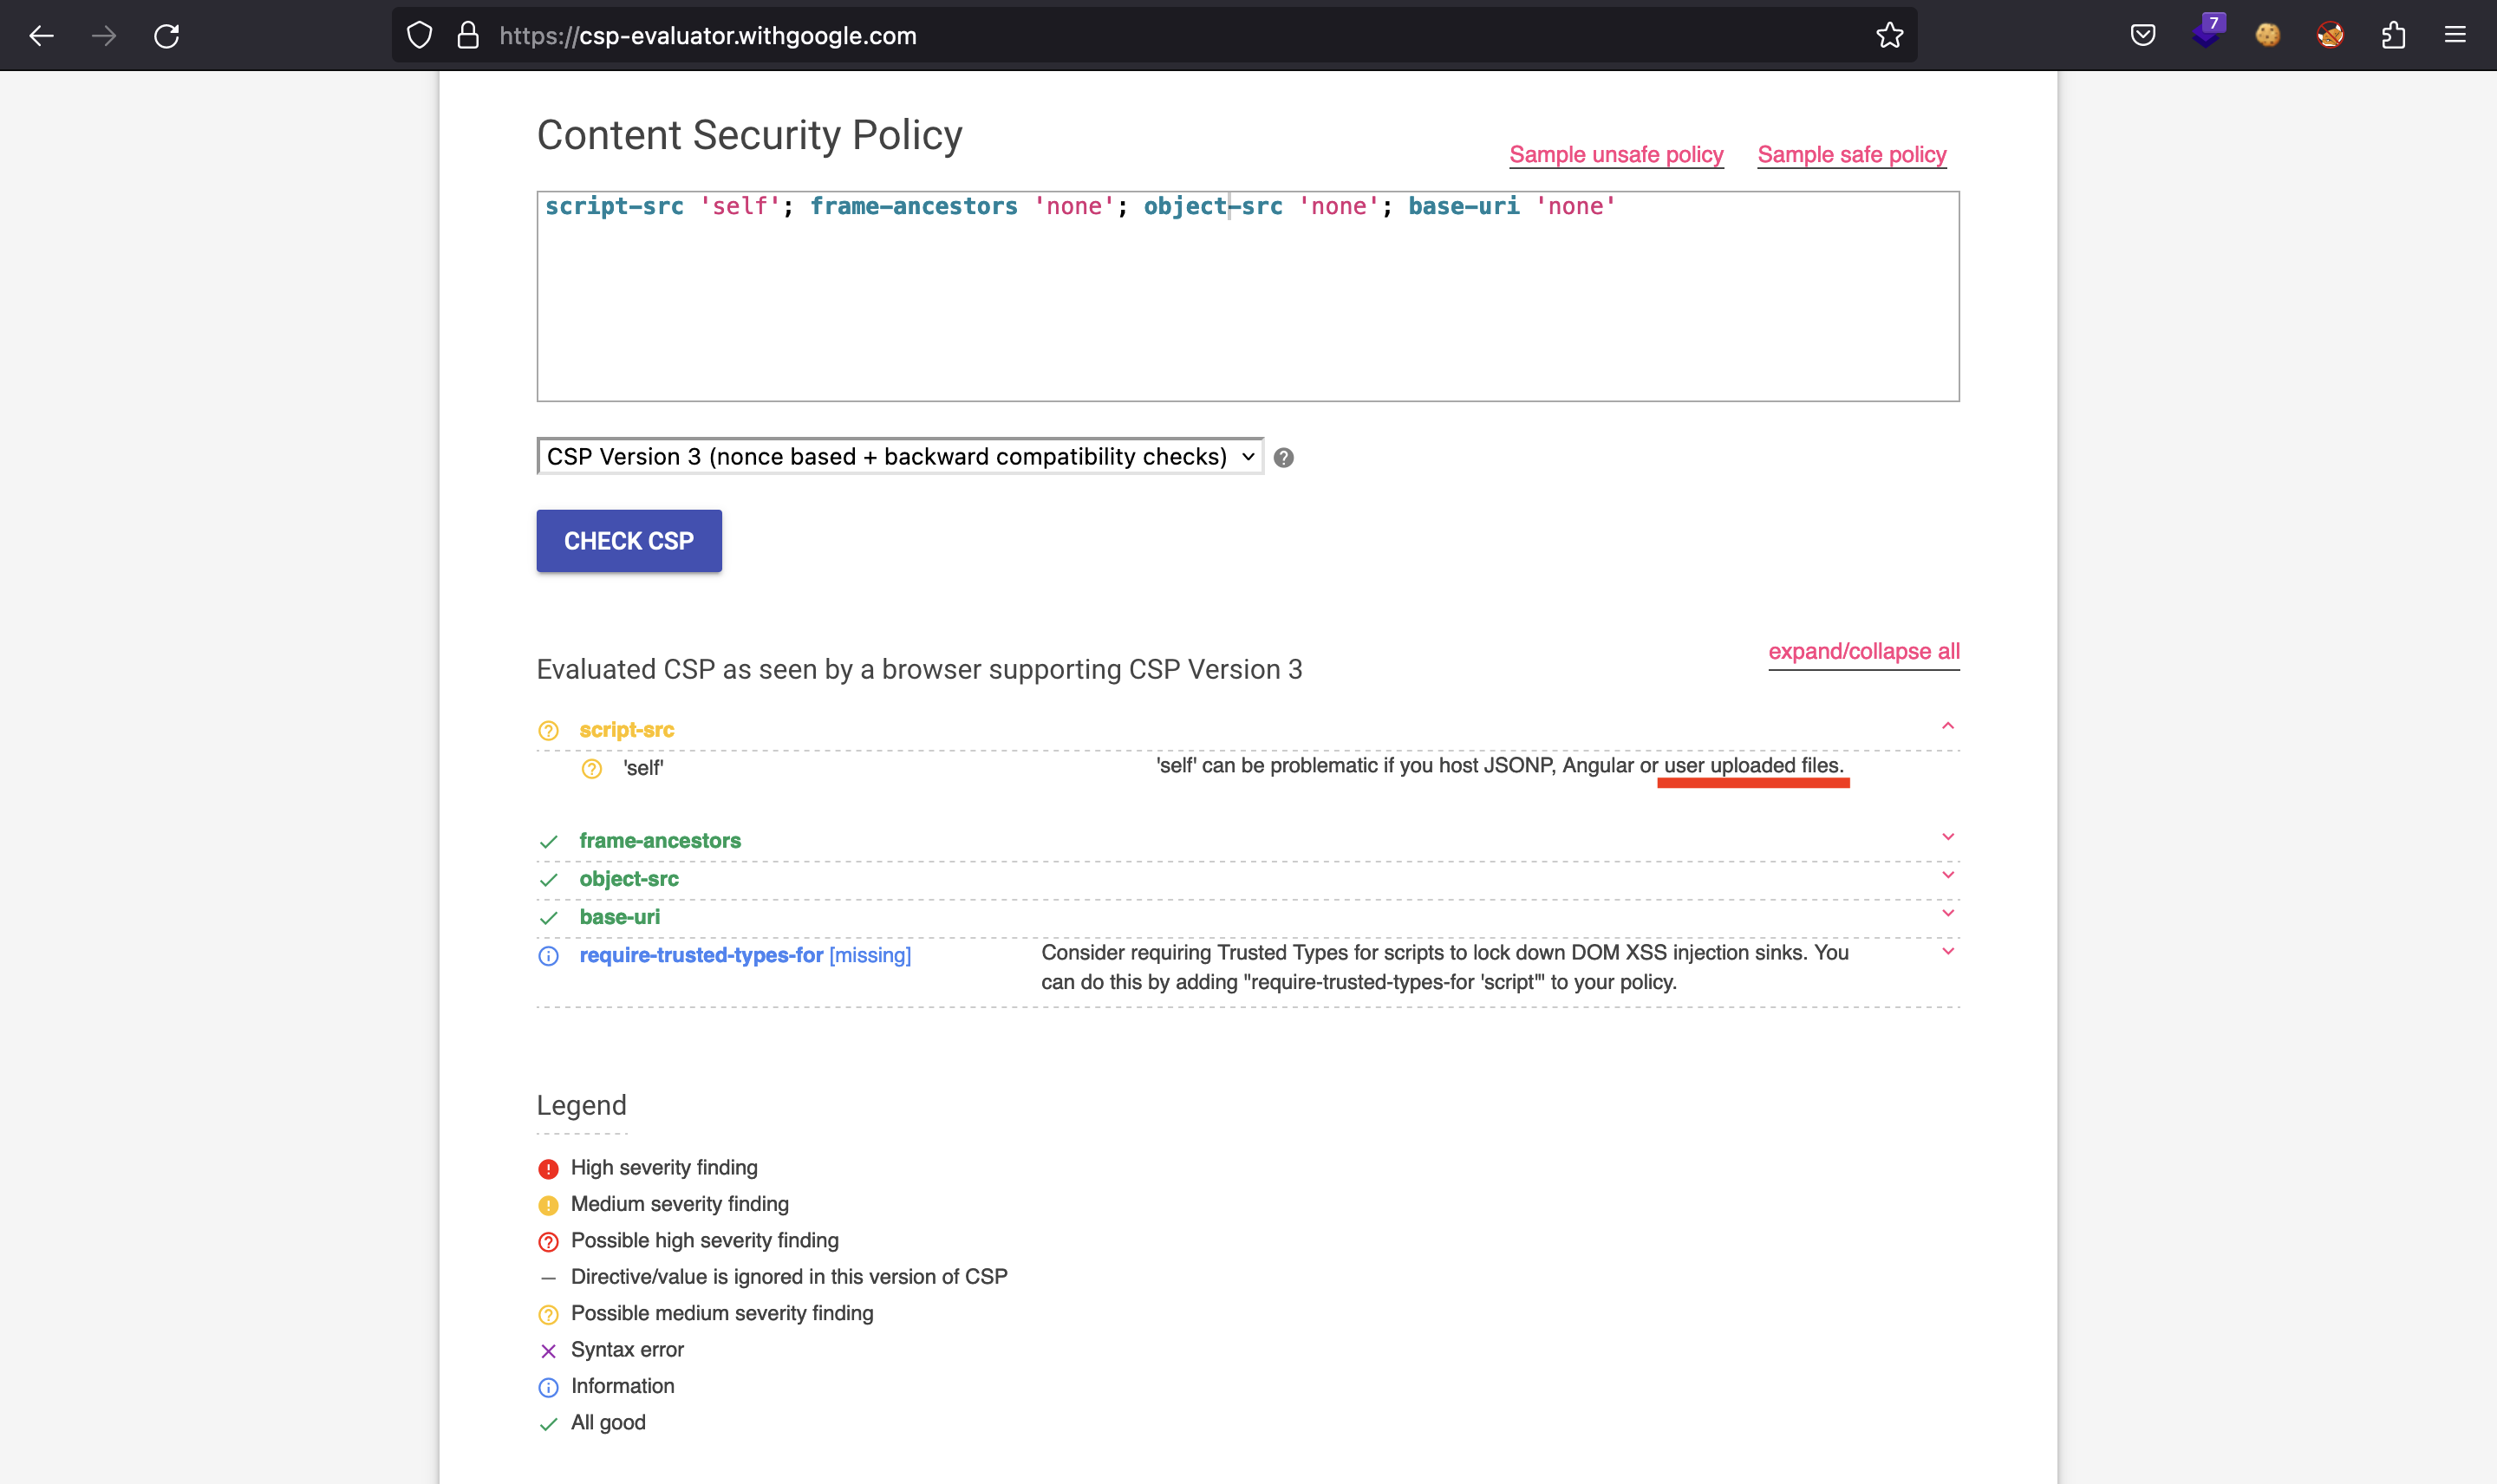 https://csp-evaluator.withgoogle.com
7
Content Security Policy
Sample unsafe policy
Sample safe policy
script-src 'self'; frame-ancestors 'none'; object-src 'none'; base-uri 'none'
CSP Version 3 (nonce based + backward compatibility checks)
CHECK CSP
Evaluated CSP as seen by a browser supporting CSP Version 3
expand/collapse all
script-src
'self'
'self' can be problematic if you host JSONP, Angular or user uploaded files.
frame-ancestors
object-src
base-uri
require-trusted-types-for [missing]
Consider requiring Trusted Types for scripts to lock down DOM XSS injection sinks. You
can do this by adding "require-trusted-types-for 'script'" to your policy.
Legend
High severity finding
Medium severity finding
Possible high severity finding
Directive/value is ignored in this version of CSP
Possible medium severity finding
Syntax error
Information
All good